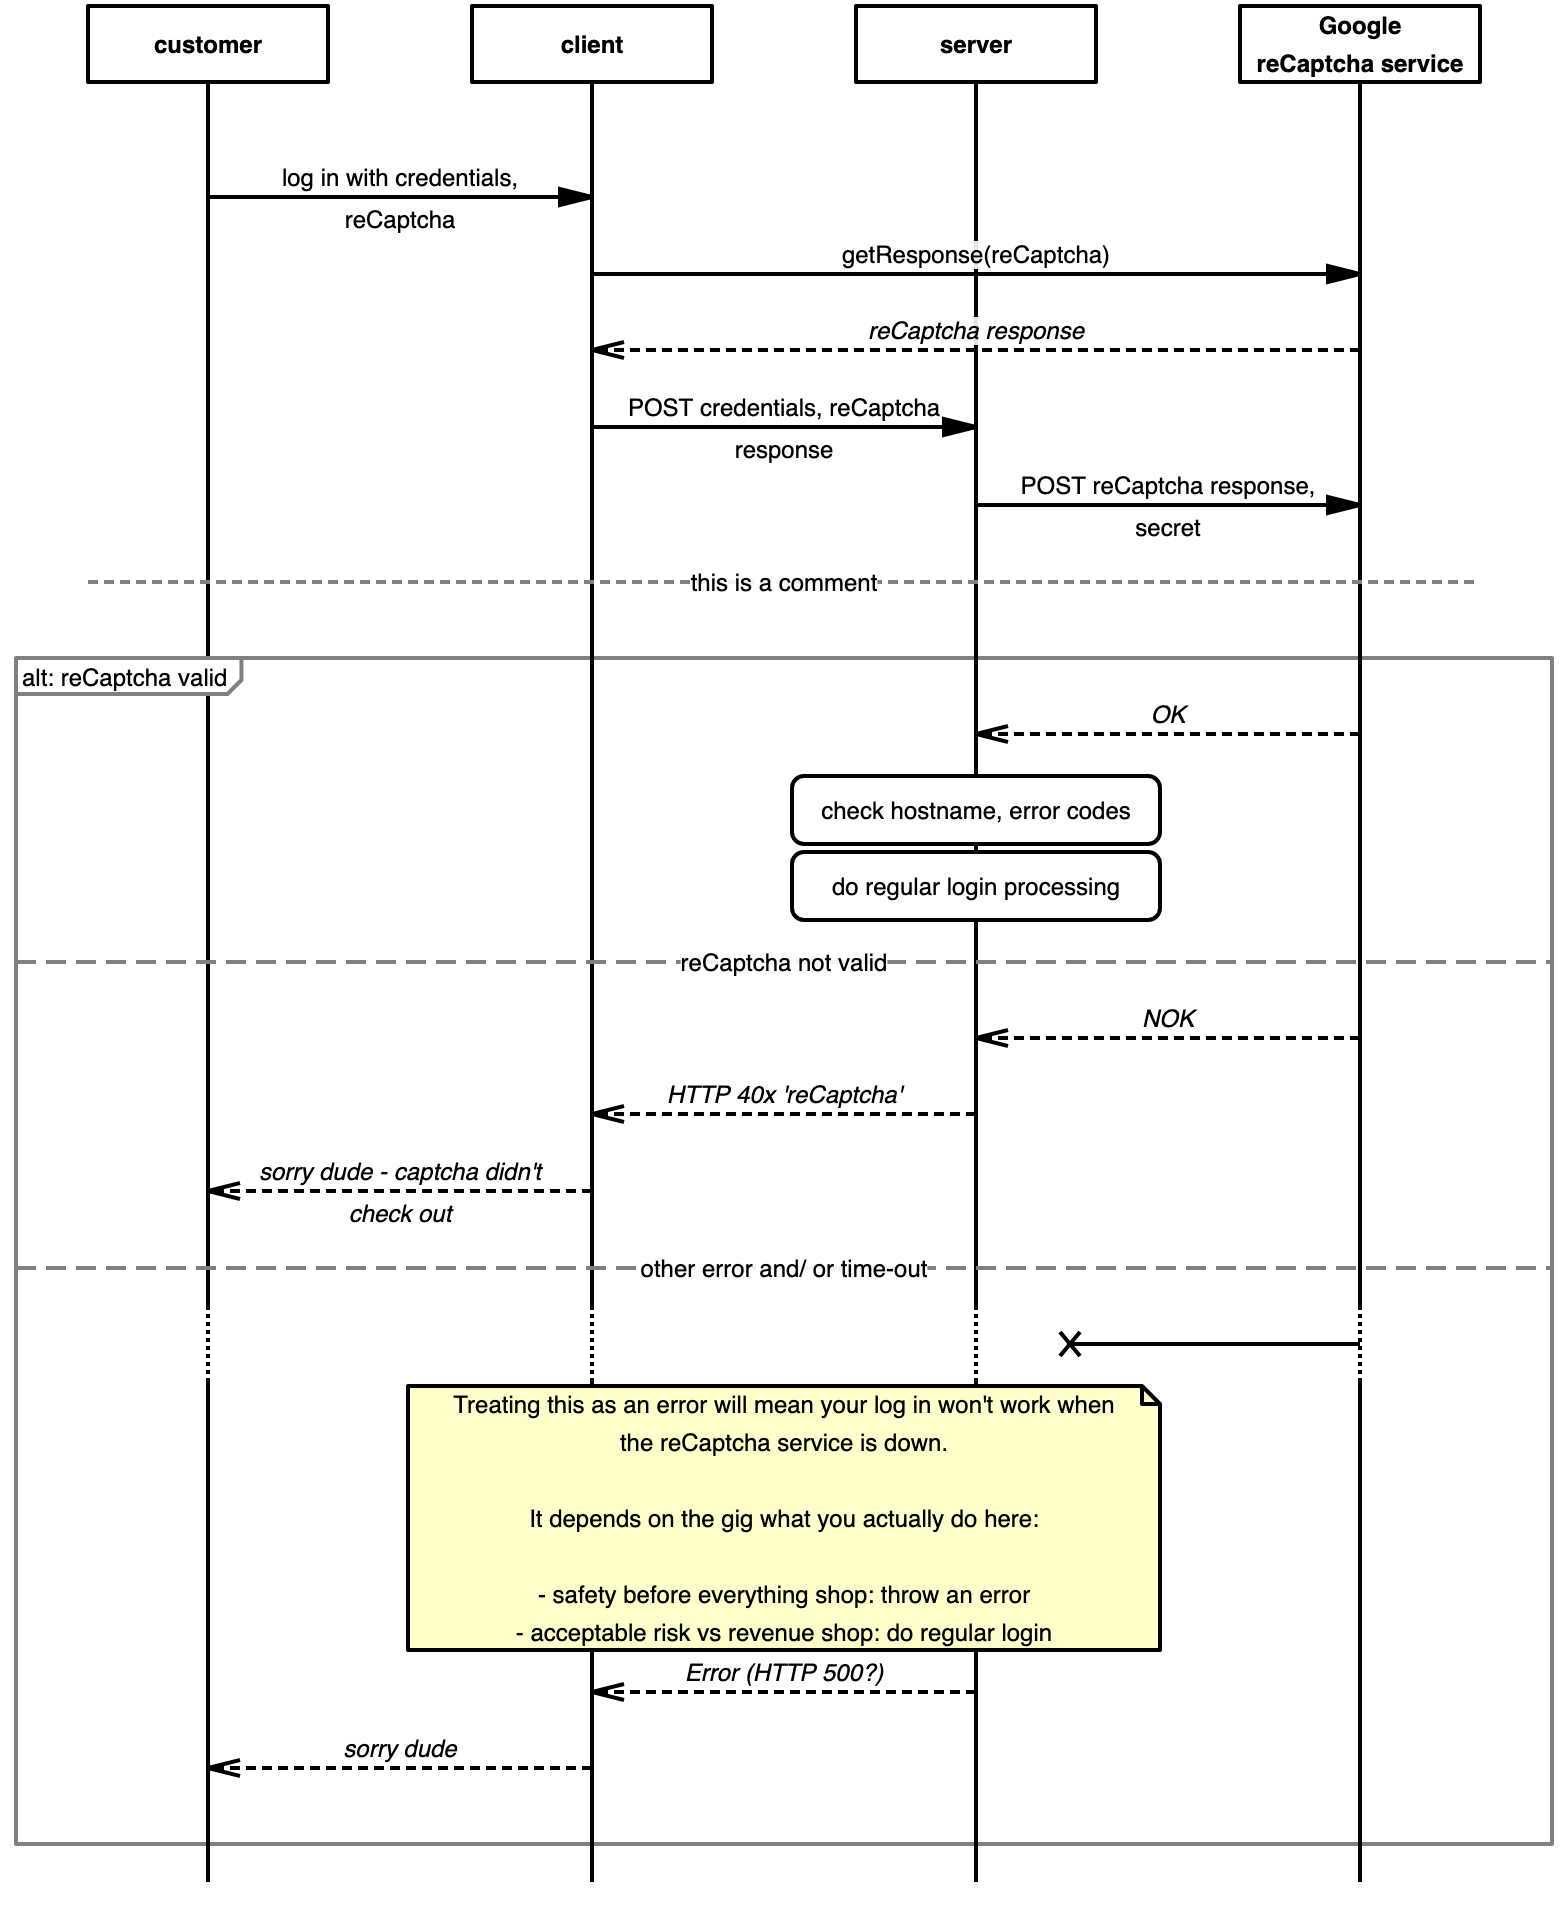 customer
client
server
Google
reCaptcha service
log in with credentials,
reCaptcha
getResponse(reCaptcha)
reCaptcha response
POST credentials, reCaptcha
response
POST reCaptcha response,
secret
this is a comment
alt: reCaptcha valid
OK
check hostname, error codes
do regular login processing
reCaptcha not valid
NOK
HTTP 40x 'reCaptcha'
sorry dude - captcha didn't
check out
other error and/ or time-out
Treating this as an error will mean your log in won't work when
the reCaptcha service is down.
It depends on the gig what you actually do here:
- safety before everything shop: throw an error
- acceptable risk vs revenue shop: do regular login
Error (HTTP 500?)
sorry dude